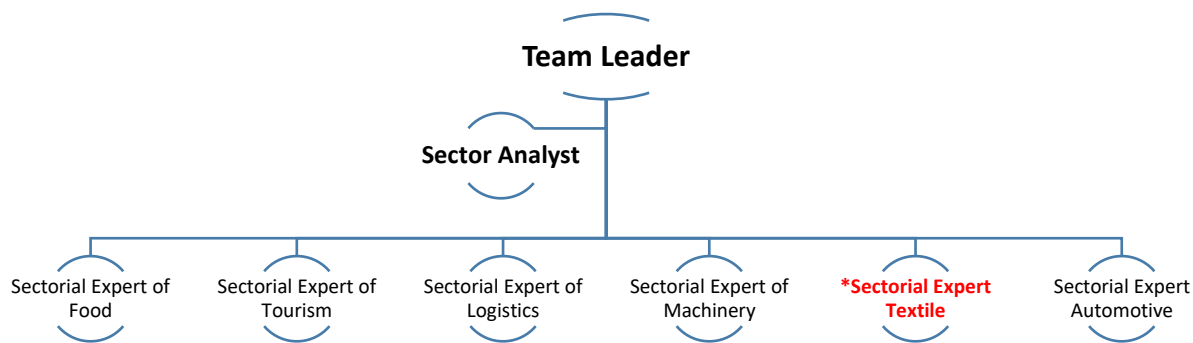 Team Leader
Sector Analyst
Sectorial Expert of
Food
Sectorial Expert of
Tourism
Sectorial Expert of
Logistics
Sectorial Expert of
Machinery
*Sectorial Expert
Textile
Sectorial Expert
Automotive